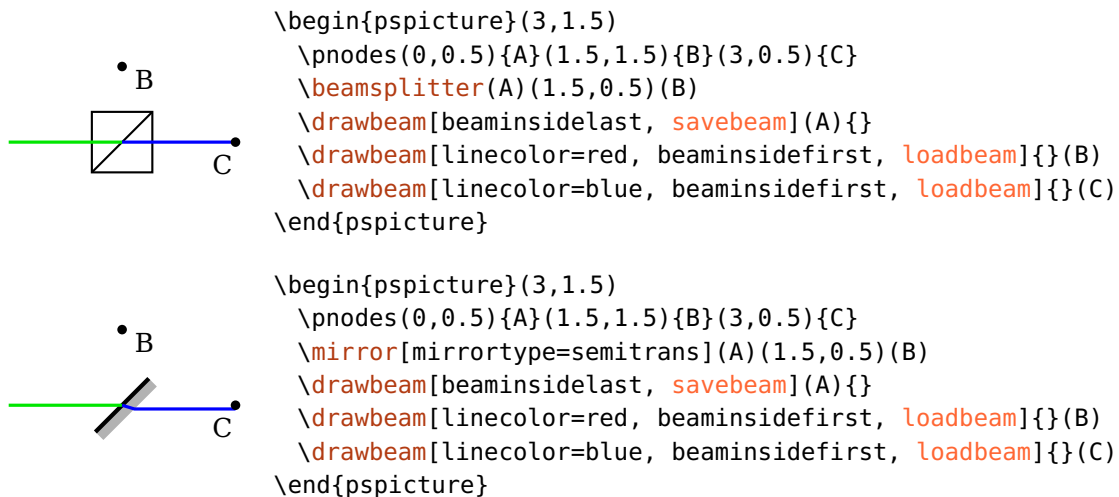 \begin{pspicture}(3,1.5)
\pnodes(0,0.5){A}(1.5,1.5){B}(3,0.5){C}
\beamsplitter(A)(1.5,0.5)(B)
\drawbeam[beaminsidelast, savebeam](A){}
\drawbeam[linecolor=red, beaminsidefirst, loadbeam]{}(B)
\drawbeam[linecolor=blue, beaminsidefirst, loadbeam]{}(C)
\end{pspicture}
B
C
\begin{pspicture}(3,1.5)
\pnodes(0,0.5){A}(1.5,1.5){B}(3,0.5){C}
\mirror[mirrortype=semitrans](A)(1.5,0.5)(B)
\drawbeam[beaminsidelast, savebeam](A){}
\drawbeam[linecolor=red, beaminsidefirst, loadbeam]{}(B)
\drawbeam[linecolor=blue, beaminsidefirst, loadbeam]{}(C)
\end{pspicture}
B
C